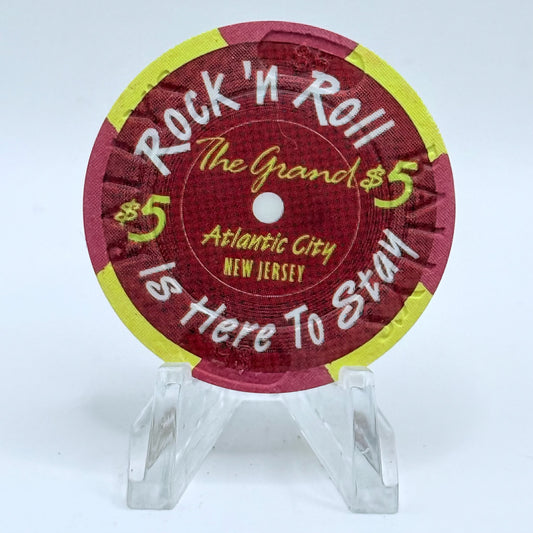 Rock 'n Roll
The Grand
$5
$5
Atlantic City
NEW JERSEY
Is Here To Stay